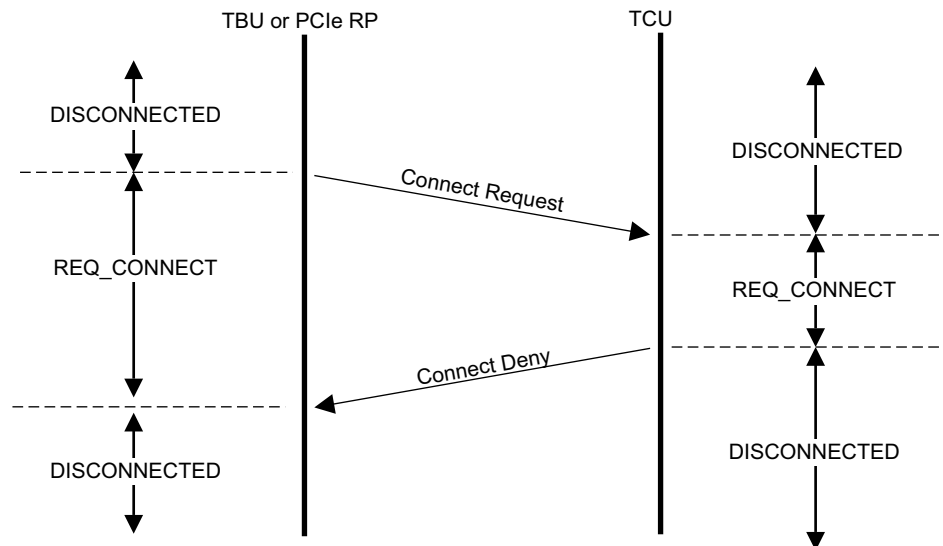 TBU or PCIe RP
TCU
DISCONNECTED
DISCONNECTED
Connect Request
REQ_CONNECT
REQ_CONNECT
Connect Deny
DISCONNECTED
DISCONNECTED